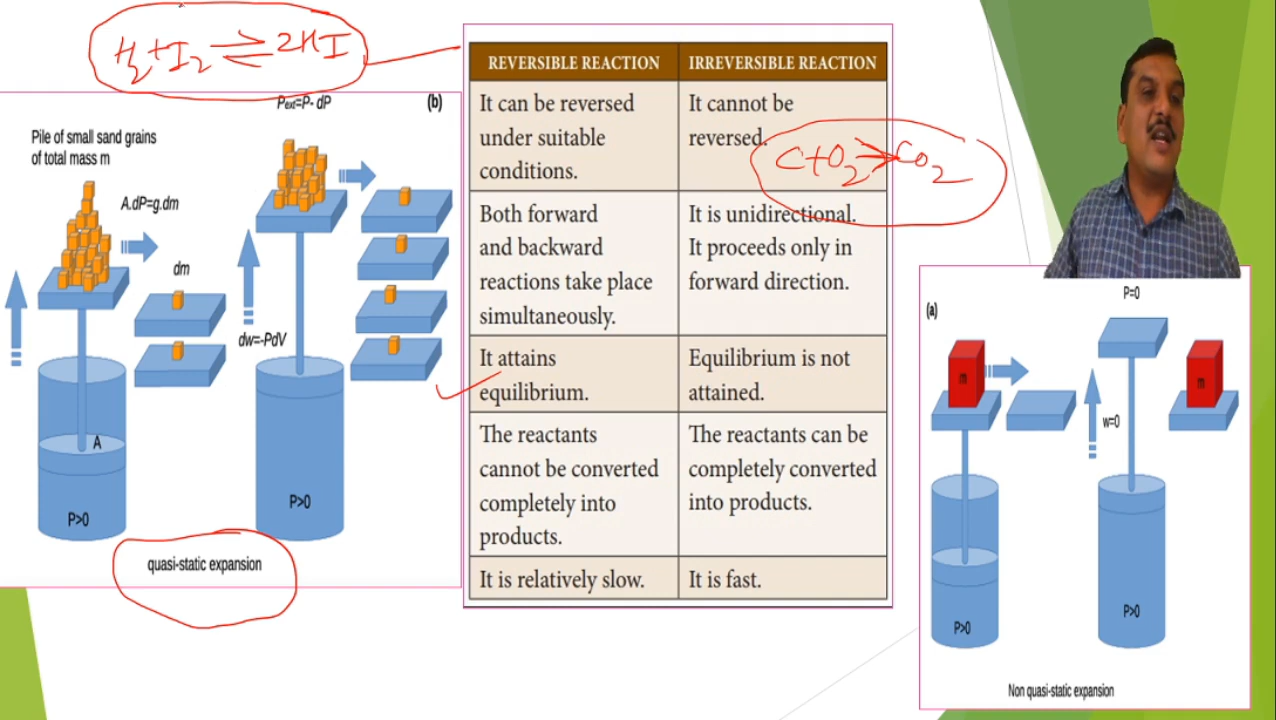 H2+I2 ⇌ 2HI
Pext=P- dP
(b)
Pile of small sand grains
of total mass m
A.dP=g.dm
dm
dw=-PdV
A
P>0
P>0
quasi-static expansion
REVERSIBLE REACTION
IRREVERSIBLE REACTION
It can be reversed
under suitable
conditions.
It cannot be
reversed.
C+O2→CO2
Both forward
and backward
reactions take place
simultaneously.
It is unidirectional.
It proceeds only in
forward direction.
It attains
equilibrium.
Equilibrium is not
attained.
The reactants
cannot be converted
completely into
products.
The reactants can be
completely converted
into products.
It is relatively slow.
It is fast.
P=0
(a)
m
m
w=0
P>0
P>0
Non quasi-static expansion